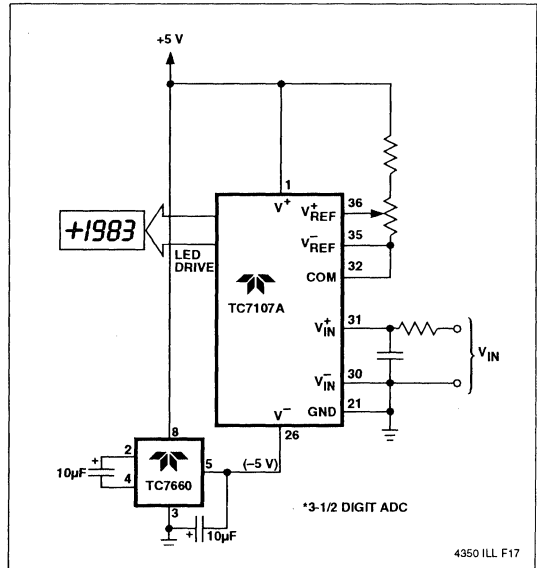 +5 V
1
V+
V+REF
36
V−REF
35
COM
32
+1983
LED
DRIVE
TC7107A
V+IN
31
V−IN
30
GND
21
VIN
V−
26
8
2
4
10µF
+
TC7660
5
(−5 V)
3
+
10µF
*3-1/2 DIGIT ADC
4350 ILL F17